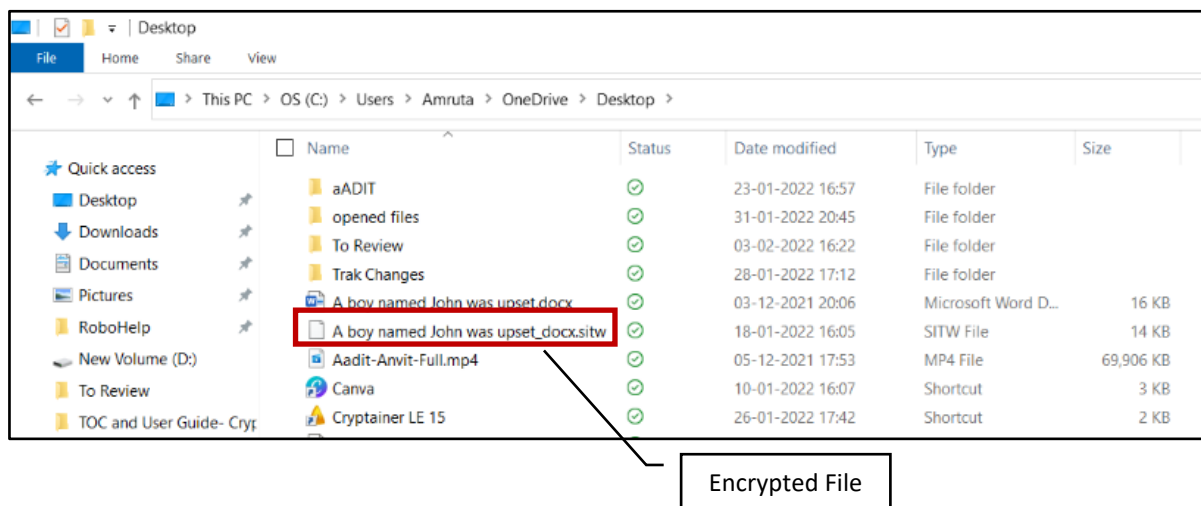 Desktop
File Home Share View
This PC > OS (C:) > Users > Amruta > OneDrive > Desktop >
Name Status Date modified Type Size
Quick access
aADIT 23-01-2022 16:57 File folder
Desktop
opened files 31-01-2022 20:45 File folder
Downloads
To Review 03-02-2022 16:22 File folder
Documents
Trak Changes 28-01-2022 17:12 File folder
Pictures
A boy named John was upset.docx 03-12-2021 20:06 Microsoft Word D... 16 KB
RoboHelp
A boy named John was upset_docx.sitw 18-01-2022 16:05 SITW File 14 KB
New Volume (D:)
Aadit-Anvit-Full.mp4 05-12-2021 17:53 MP4 File 69,906 KB
To Review
Canva 10-01-2022 16:07 Shortcut 3 KB
TOC and User Guide- Cryp
Cryptainer LE 15 26-01-2022 17:42 Shortcut 2 KB
Encrypted File